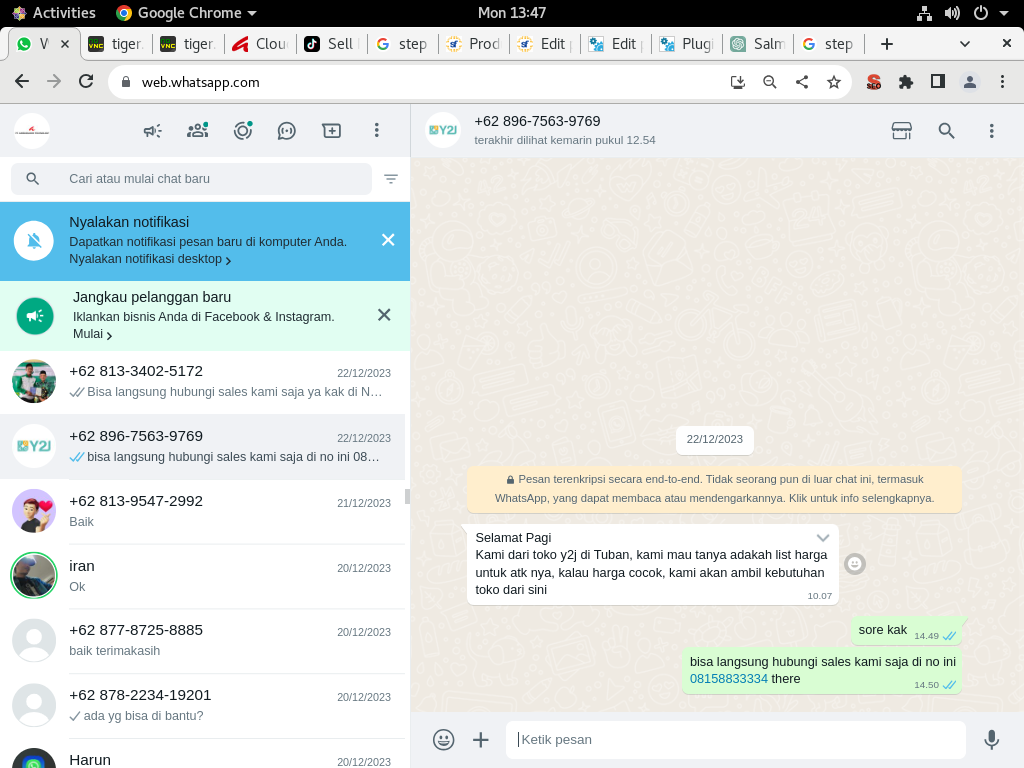 Activities
Google Chrome
Mon 13:47
W
tiger.
tiger.
Clou
Sell
step
Prod
Edit
Edit
Plugi
Salm
step
web.whatsapp.com
SEO
Y2J
+62 896-7563-9769
terakhir dilihat kemarin pukul 12.54
Cari atau mulai chat baru
Nyalakan notifikasi
Dapatkan notifikasi pesan baru di komputer Anda.
Nyalakan notifikasi desktop
Jangkau pelanggan baru
Iklankan bisnis Anda di Facebook & Instagram.
Mulai
+62 813-3402-5172
22/12/2023
Bisa langsung hubungi sales kami saja ya kak di N…
Y2J
+62 896-7563-9769
22/12/2023
bisa langsung hubungi sales kami saja di no ini 08…
+62 813-9547-2992
21/12/2023
Baik
iran
20/12/2023
Ok
+62 877-8725-8885
20/12/2023
baik terimakasih
+62 878-2234-19201
20/12/2023
ada yg bisa di bantu?
Harun
20/12/2023
22/12/2023
Pesan terenkripsi secara end-to-end. Tidak seorang pun di luar chat ini, termasuk
WhatsApp, yang dapat membaca atau mendengarkannya. Klik untuk info selengkapnya.
Selamat Pagi
Kami dari toko y2j di Tuban, kami mau tanya adakah list harga
untuk atk nya, kalau harga cocok, kami akan ambil kebutuhan
toko dari sini
10.07
sore kak
14.49
bisa langsung hubungi sales kami saja di no ini
08158833334 there
14.50
Ketik pesan